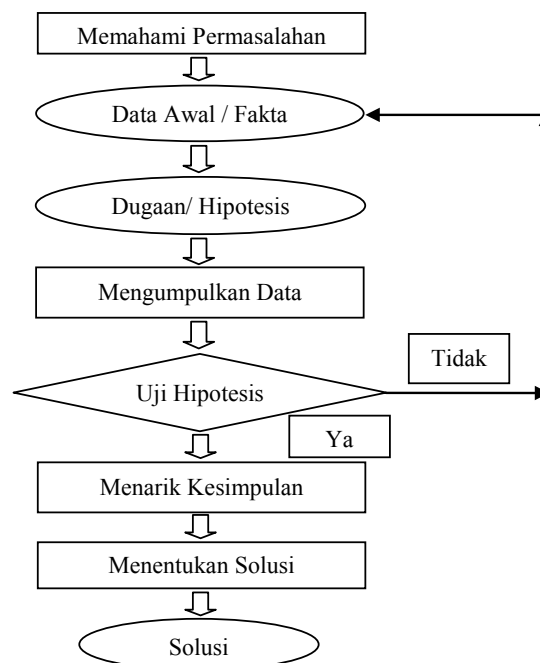 Memahami Permasalahan
Data Awal / Fakta
Dugaan/ Hipotesis
Mengumpulkan Data
Tidak
Uji Hipotesis
Ya
Menarik Kesimpulan
Menentukan Solusi
Solusi